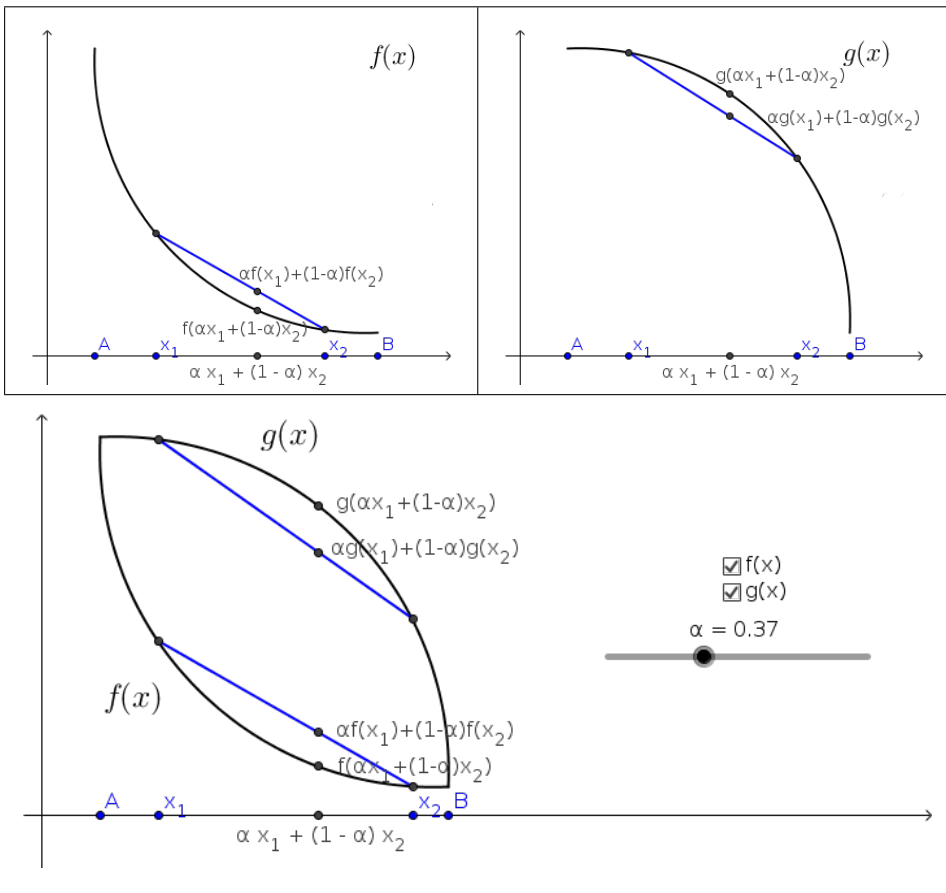 f(x)
αf(x₁)+(1-α)f(x₂)
f(αx₁+(1-α)x₂)
A x₁ x₂ B
α x₁ + (1 - α) x₂
g(x)
g(αx₁+(1-α)x₂)
αg(x₁)+(1-α)g(x₂)
A x₁ x₂ B
α x₁ + (1 - α) x₂
g(x)
g(αx₁+(1-α)x₂)
αg(x₁)+(1-α)g(x₂)
f(x)
g(x)
α = 0.37
f(x)
αf(x₁)+(1-α)f(x₂)
f(αx₁+(1-α)x₂)
A x₁ x₂ B
α x₁ + (1 - α) x₂